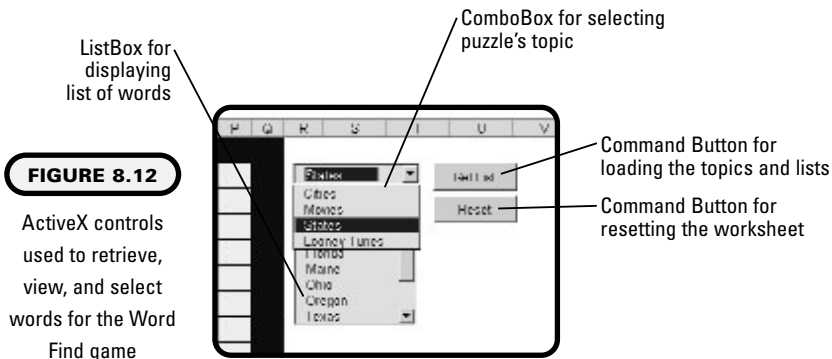 ComboBox for selecting
puzzle's topic
ListBox for
displaying
list of words
P Q R S T U V
States
Cities
Movies
States
Looney Tunes
Florida
Maine
Ohio
Oregon
Texas
Get List
Reset
Command Button for
loading the topics and lists
Command Button for
resetting the worksheet
FIGURE 8.12
ActiveX controls
used to retrieve,
view, and select
words for the Word
Find game